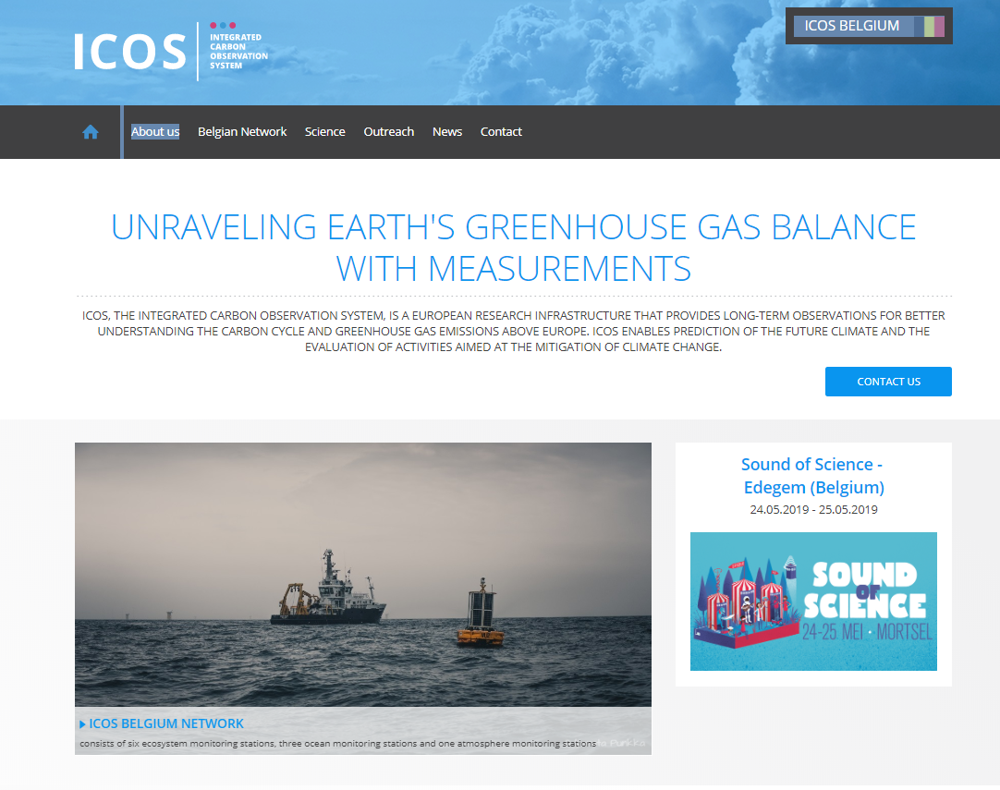 ICOS
INTEGRATED
CARBON
OBSERVATION
SYSTEM
ICOS BELGIUM
About us
Belgian Network
Science
Outreach
News
Contact
UNRAVELING EARTH'S GREENHOUSE GAS BALANCE
WITH MEASUREMENTS
ICOS, THE INTEGRATED CARBON OBSERVATION SYSTEM, IS A EUROPEAN RESEARCH INFRASTRUCTURE THAT PROVIDES LONG-TERM OBSERVATIONS FOR BETTER
UNDERSTANDING THE CARBON CYCLE AND GREENHOUSE GAS EMISSIONS ABOVE EUROPE. ICOS ENABLES PREDICTION OF THE FUTURE CLIMATE AND THE
EVALUATION OF ACTIVITIES AIMED AT THE MITIGATION OF CLIMATE CHANGE.
CONTACT US
ICOS BELGIUM NETWORK
consists of six ecosystem monitoring stations, three ocean monitoring stations and one atmosphere monitoring stations
Sound of Science -
Edegem (Belgium)
24.05.2019 - 25.05.2019
SOUND
OF
SCIENCE
24-25 MEI • MORTSEL